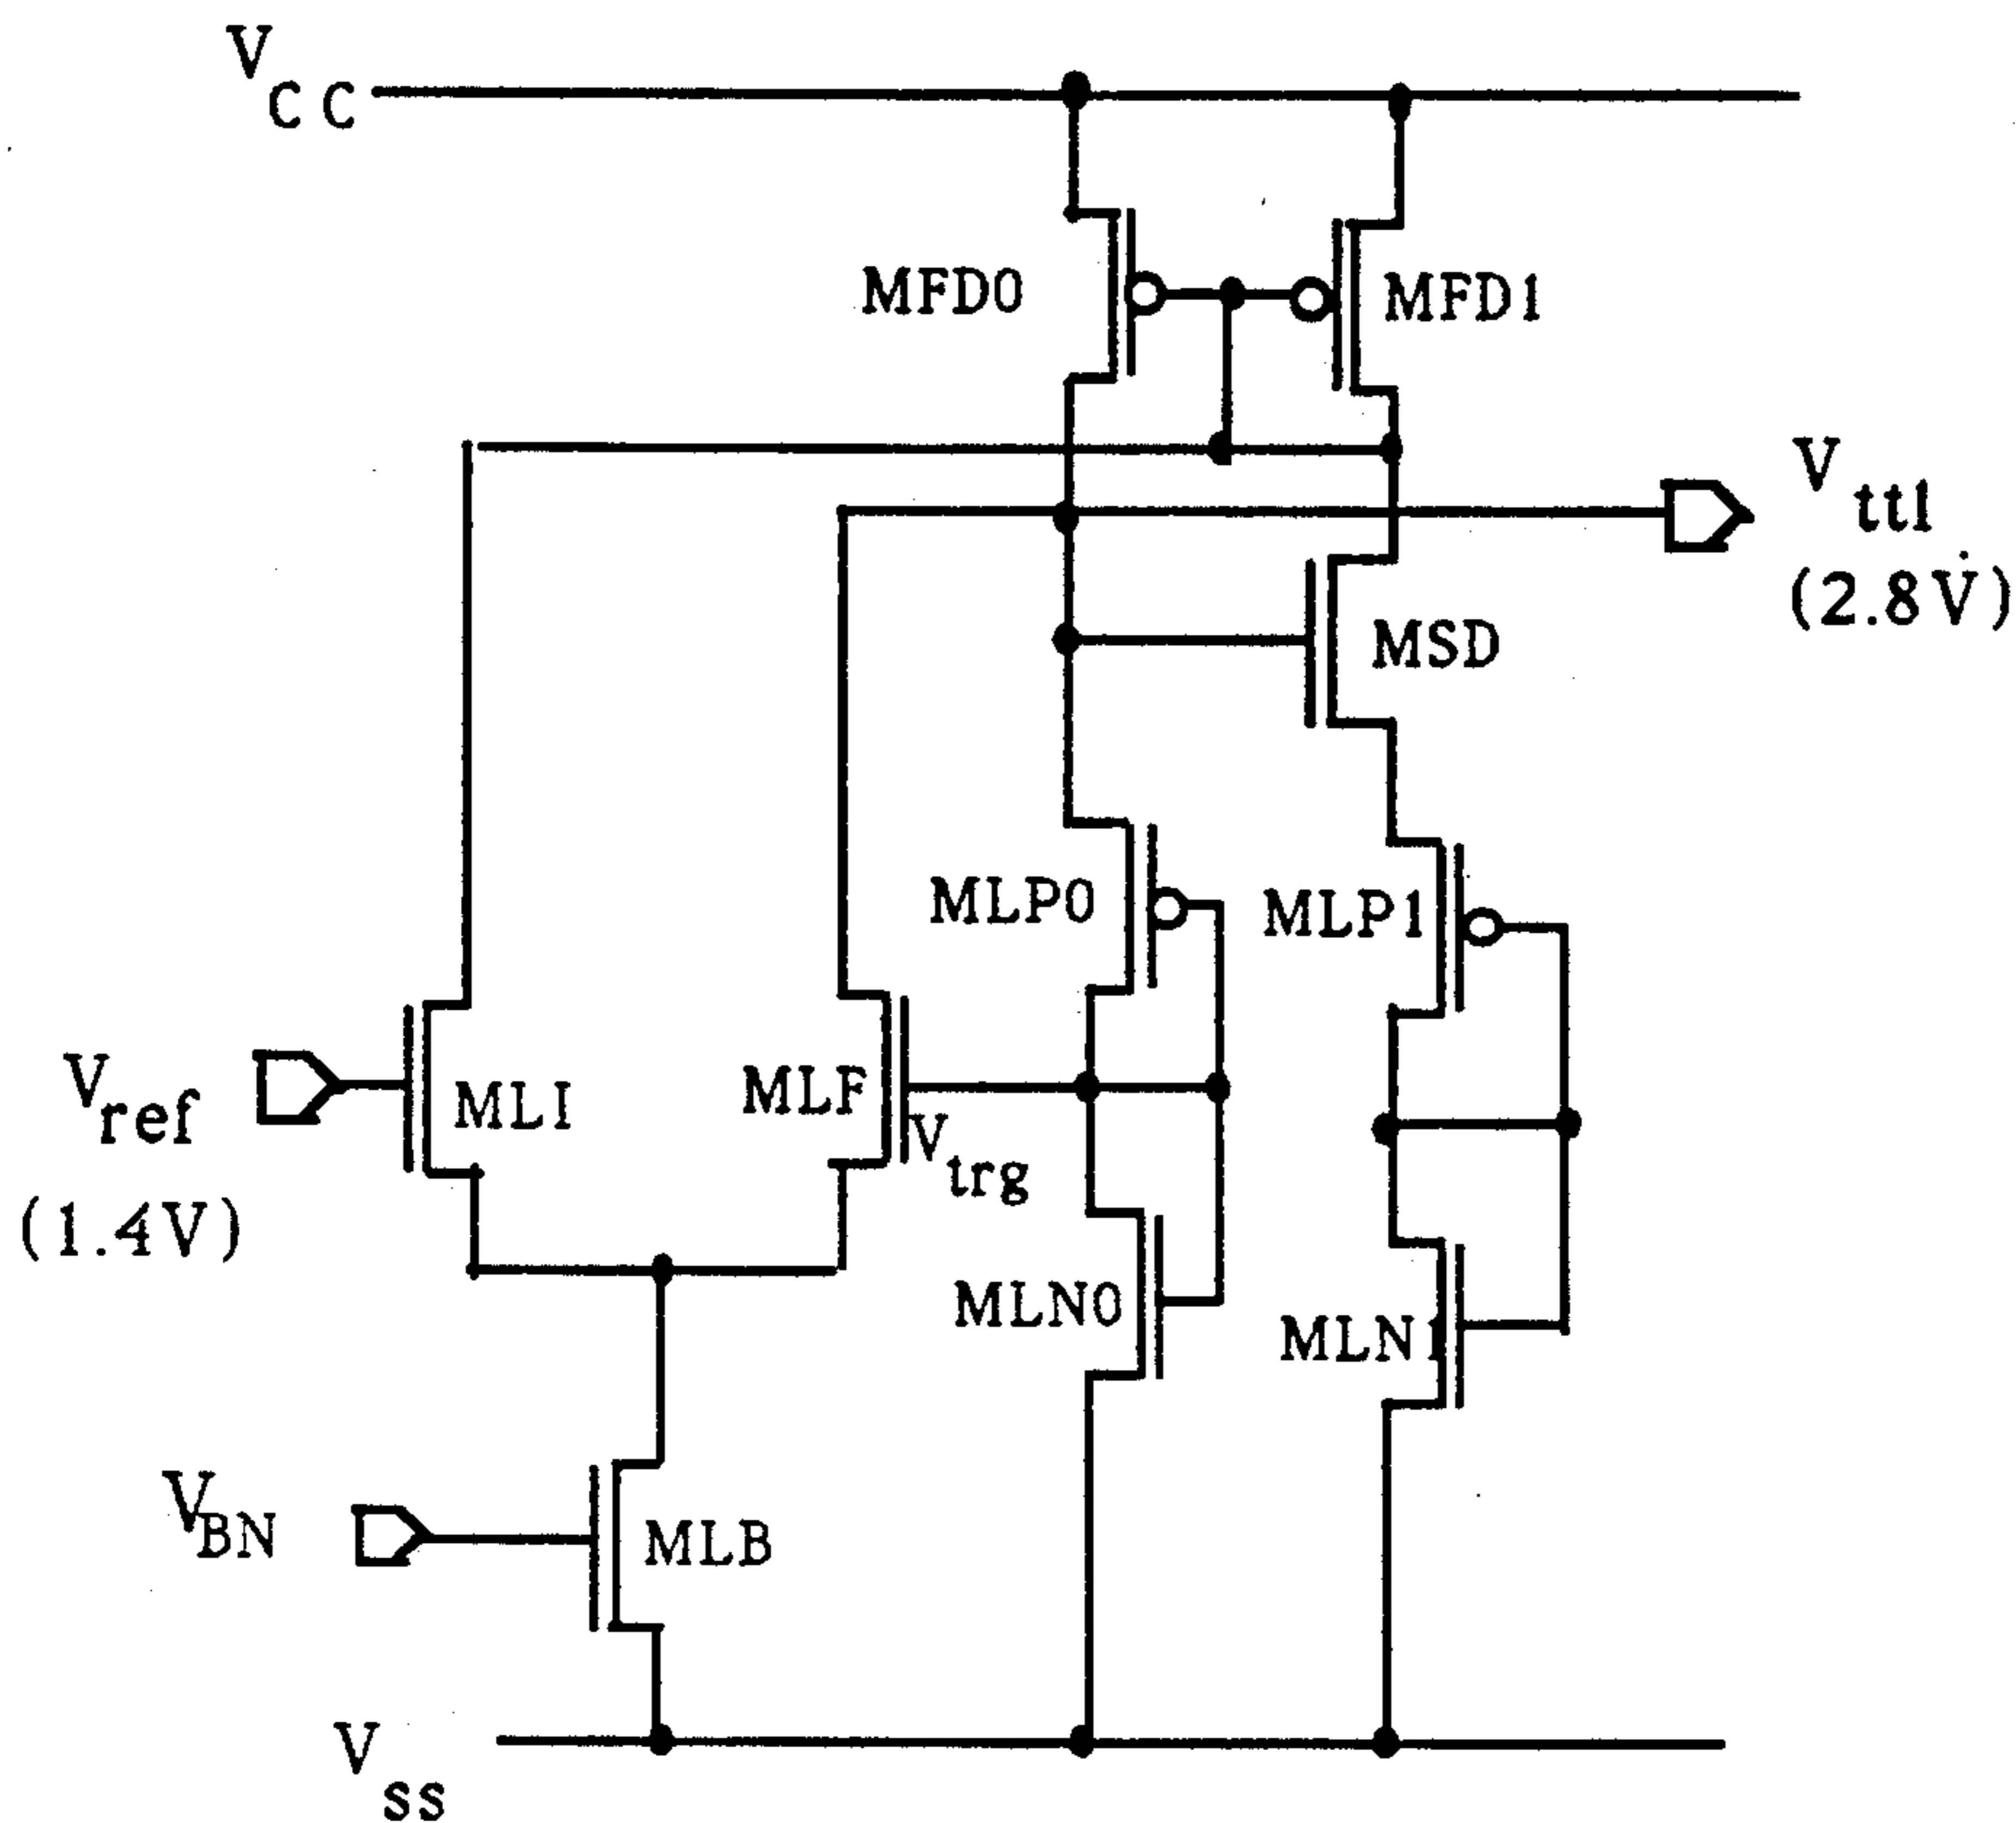 VCC
MFD0
MFD1
Vttl
(2.8V)
MSD
MLP0
MLP1
Vref
(1.4V)
MLI
MLF
Vtrg
MLN0
MLN1
VBN
MLB
Vss